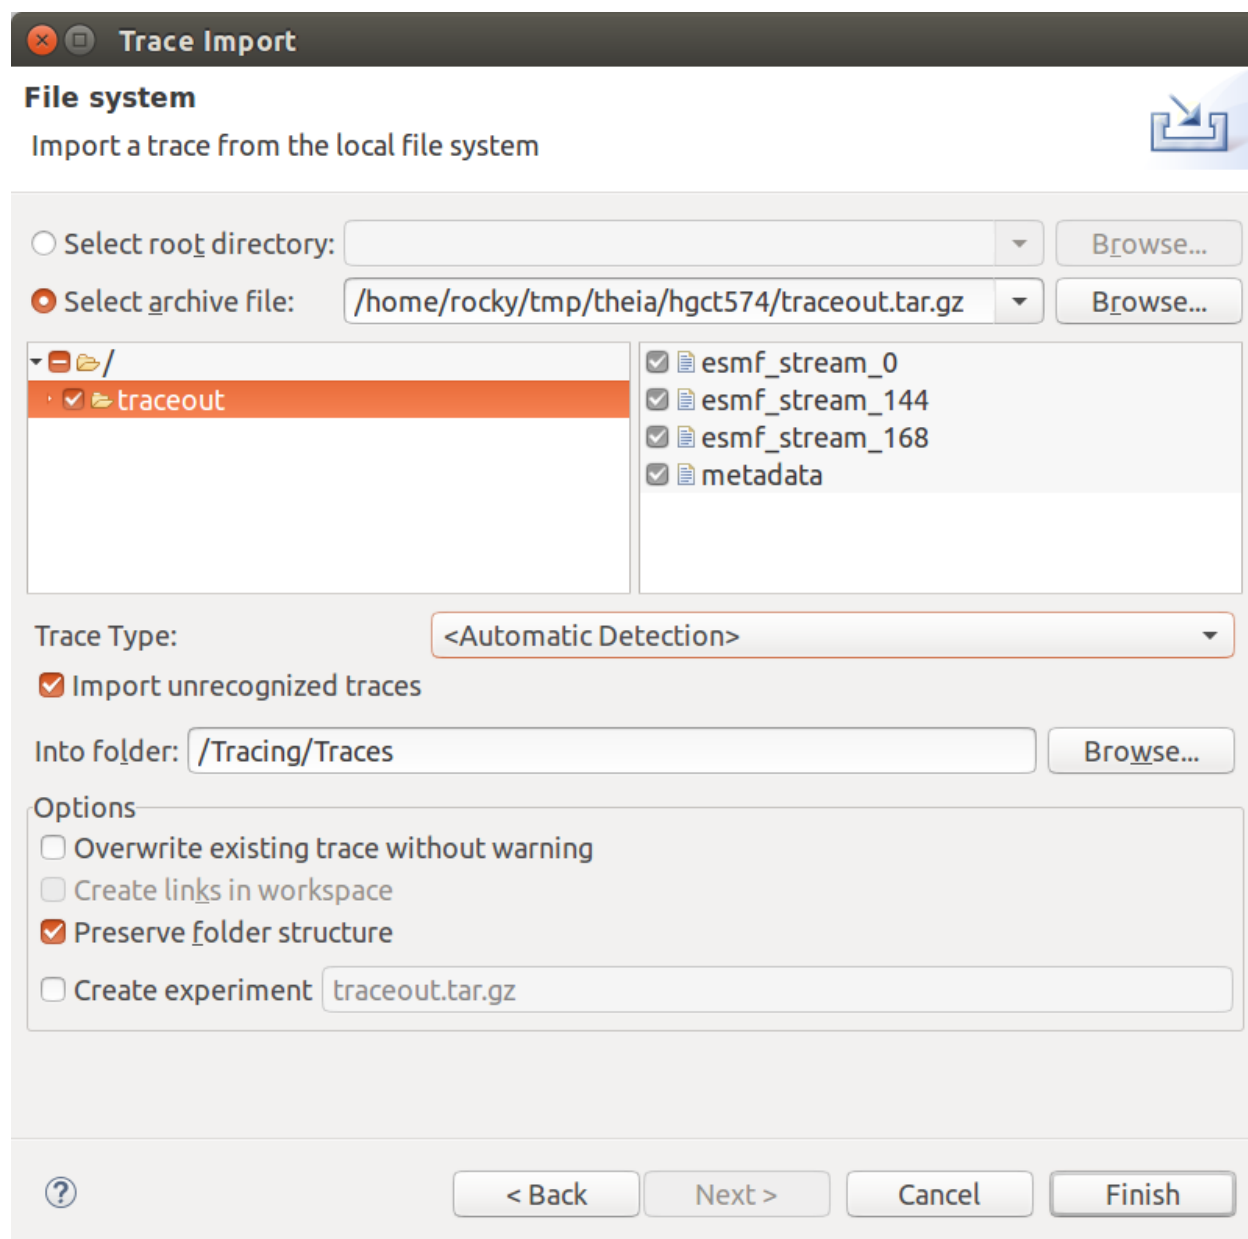 Trace Import
File system
Import a trace from the local file system
Select root directory:
Browse...
Select archive file:
/home/rocky/tmp/theia/hgct574/traceout.tar.gz
Browse...
/
traceout
esmf_stream_0
esmf_stream_144
esmf_stream_168
metadata
Trace Type:
<Automatic Detection>
Import unrecognized traces
Into folder:
/Tracing/Traces
Browse...
Options
Overwrite existing trace without warning
Create links in workspace
Preserve folder structure
Create experiment
traceout.tar.gz
?
< Back
Next >
Cancel
Finish